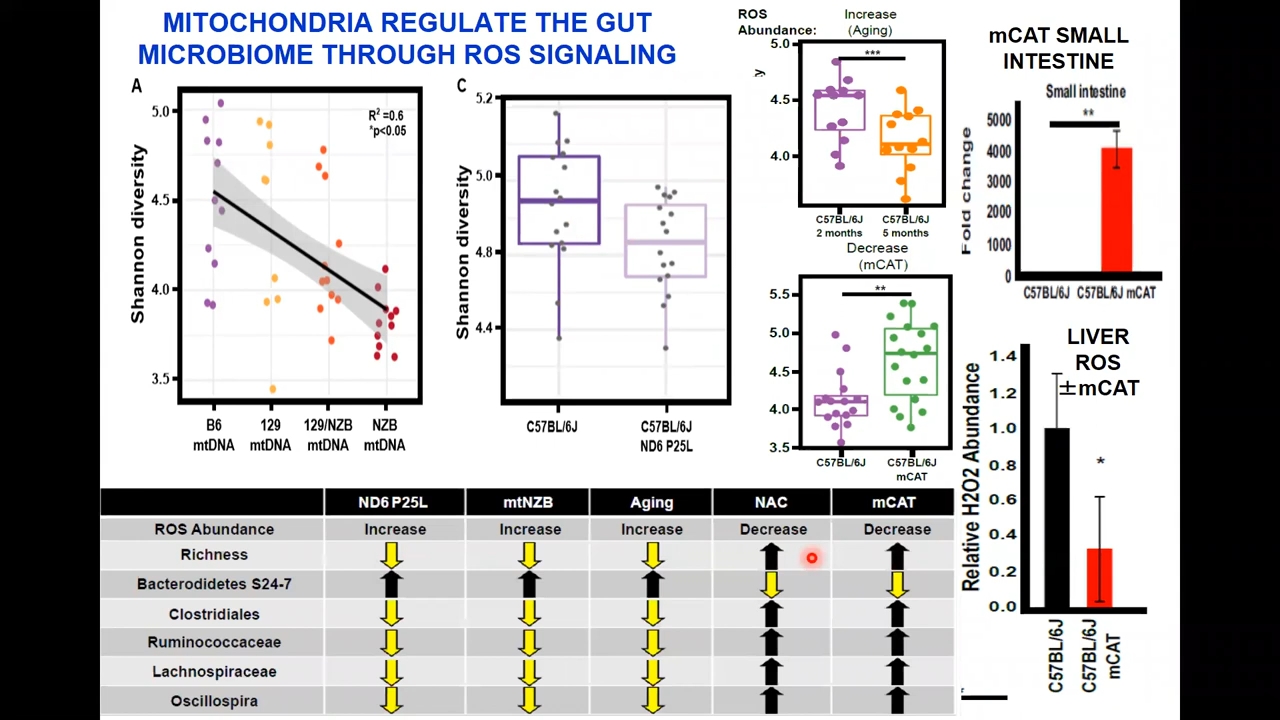 MITOCHONDRIA REGULATE THE GUT
MICROBIOME THROUGH ROS SIGNALING
A
Shannon diversity
5.0
4.5
4.0
3.5
R² =0.6
*p<0.05
B6 129 129/NZB NZB
mtDNA mtDNA mtDNA mtDNA
C
Shannon diversity
5.2
5.0
4.8
4.4
C57BL/6J C57BL/6J
ND6 P25L
ROS Increase
Abundance: (Aging)
y
5.0
4.5
4.0
***
C57BL/6J C57BL/6J
2 months 5 months
Decrease
(mCAT)
5.5
5.0
4.5
4.0
3.5
**
C57BL/6J C57BL/6J
mCAT
mCAT SMALL
INTESTINE
Small intestine
**
Fold change
5000
4000
3000
2000
1000
0
C57BL/6J C57BL/6J mCAT
LIVER
ROS
±mCAT
Relative H2O2 Abundance
1.4
1.2
1.0
0.8
0.6
0.4
0.2
0.0
*
C57BL/6J C57BL/6J
mCAT
ND6 P25L mtNZB Aging NAC mCAT
ROS Abundance Increase Increase Increase Decrease Decrease
Richness
Bacterodidetes S24-7
Clostridiales
Ruminococcaceae
Lachnospiraceae
Oscillospira